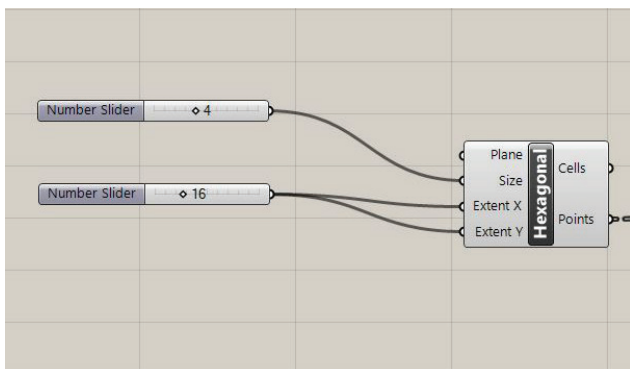 Number Slider 4
Number Slider 16
Plane
Size
Extent X
Extent Y
Hexagonal
Cells
Points